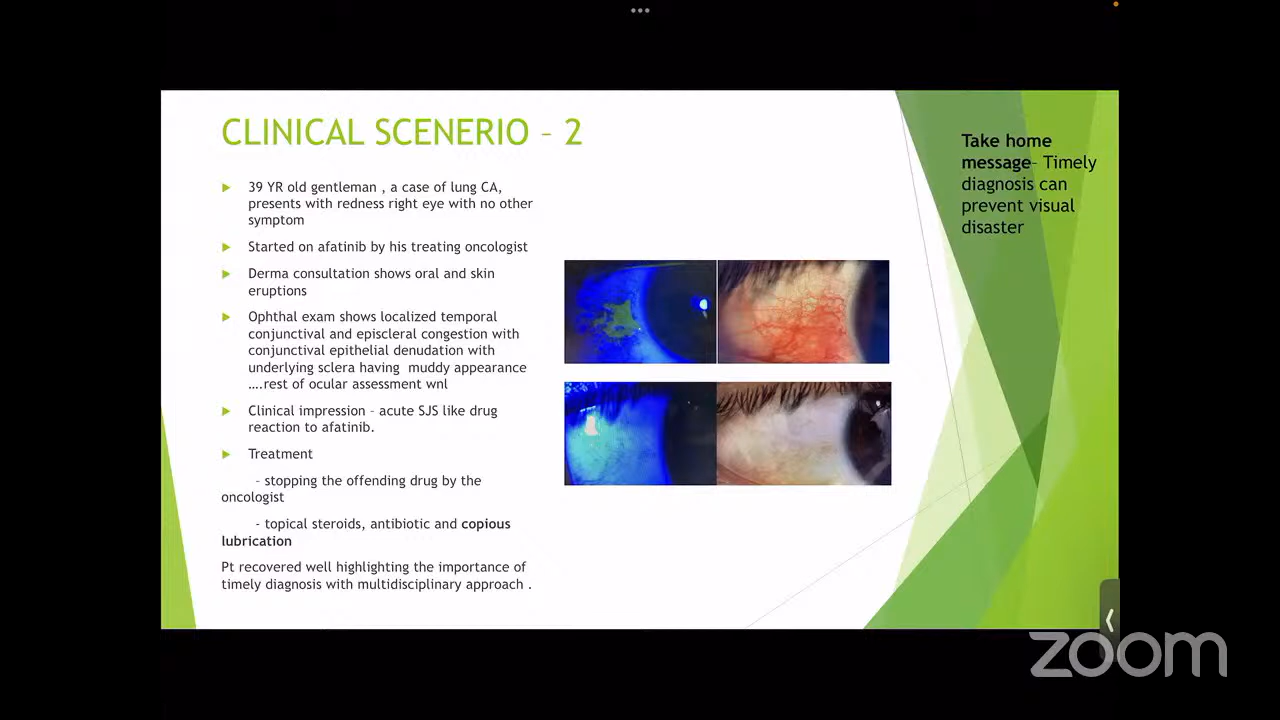 CLINICAL SCENERIO – 2
39 YR old gentleman , a case of lung CA,
presents with redness right eye with no other
symptom
Started on afatinib by his treating oncologist
Derma consultation shows oral and skin
eruptions
Ophthal exam shows localized temporal
conjunctival and episcleral congestion with
conjunctival epithelial denudation with
underlying sclera having muddy appearance
….rest of ocular assessment wnl
Clinical impression – acute SJS like drug
reaction to afatinib.
Treatment
– stopping the offending drug by the
oncologist
- topical steroids, antibiotic and copious
lubrication
Pt recovered well highlighting the importance of
timely diagnosis with multidisciplinary approach .
Take home
message– Timely
diagnosis can
prevent visual
disaster
zoom